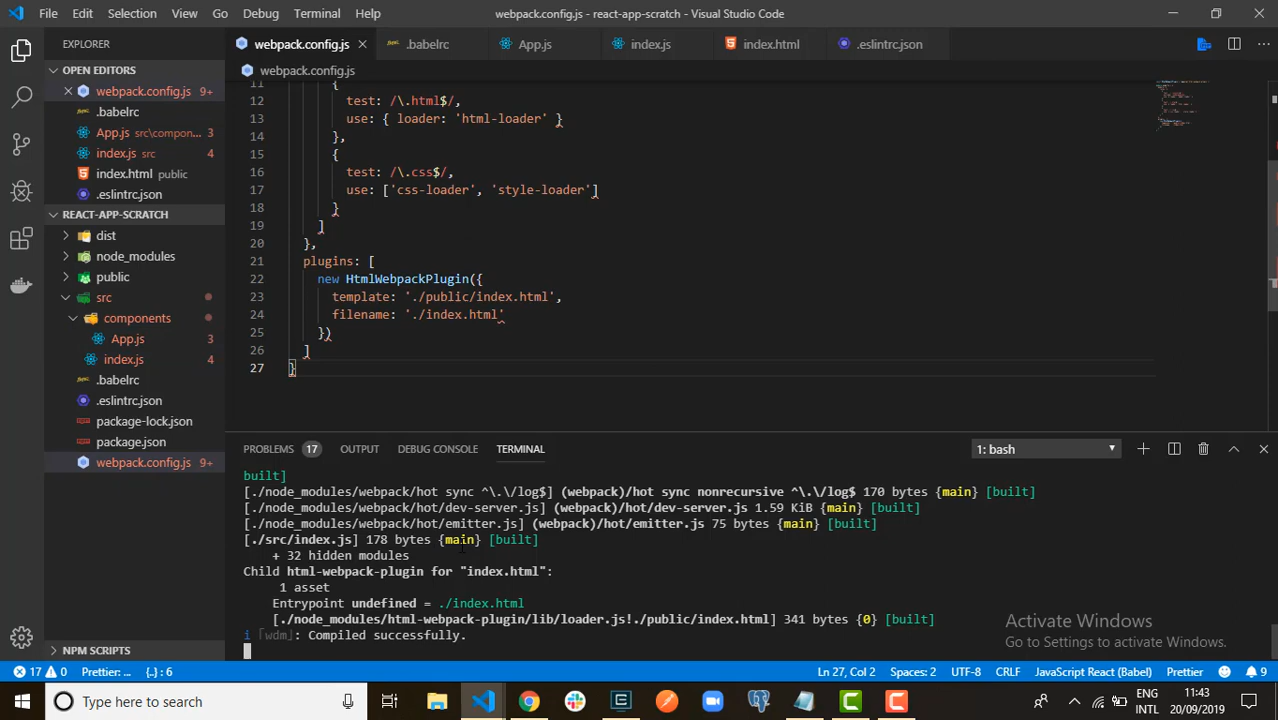 File Edit Selection View Go Debug Terminal Help
webpack.config.js - react-app-scratch - Visual Studio Code
EXPLORER
webpack.config.js
.babelrc
App.js
index.js
index.html
.eslintrc.json
OPEN EDITORS
webpack.config.js 9+
.babelrc
App.js src\compon... 3
index.js src 4
index.html public
.eslintrc.json
REACT-APP-SCRATCH
dist
node_modules
public
src
components
App.js 3
index.js 4
.babelrc
.eslintrc.json
package-lock.json
package.json
webpack.config.js 9+
NPM SCRIPTS
webpack.config.js
11 {
12 test: /\.html$/,
13 use: { loader: 'html-loader' }
14 },
15 {
16 test: /\.css$/,
17 use: ['css-loader', 'style-loader']
18 }
19 ]
20 },
21 plugins: [
22 new HtmlWebpackPlugin({
23 template: './public/index.html',
24 filename: './index.html'
25 })
26 ]
27 }
PROBLEMS 17 OUTPUT DEBUG CONSOLE TERMINAL 1: bash
built]
[./node_modules/webpack/hot sync ^\.\/log$] (webpack)/hot sync nonrecursive ^\.\/log$ 170 bytes {main} [built]
[./node_modules/webpack/hot/dev-server.js] (webpack)/hot/dev-server.js 1.59 KiB {main} [built]
[./node_modules/webpack/hot/emitter.js] (webpack)/hot/emitter.js 75 bytes {main} [built]
[./src/index.js] 178 bytes {main} [built]
+ 32 hidden modules
Child html-webpack-plugin for "index.html":
1 asset
Entrypoint undefined = ./index.html
[./node_modules/html-webpack-plugin/lib/loader.js!./public/index.html] 341 bytes {0} [built]
i ｢wdm｣: Compiled successfully.
Activate Windows
Go to Settings to activate Windows.
17 0 Prettier: ... {.} : 6 Ln 27, Col 2 Spaces: 2 UTF-8 CRLF JavaScript React (Babel) Prettier 9
Type here to search
ENG
INTL
11:43
20/09/2019